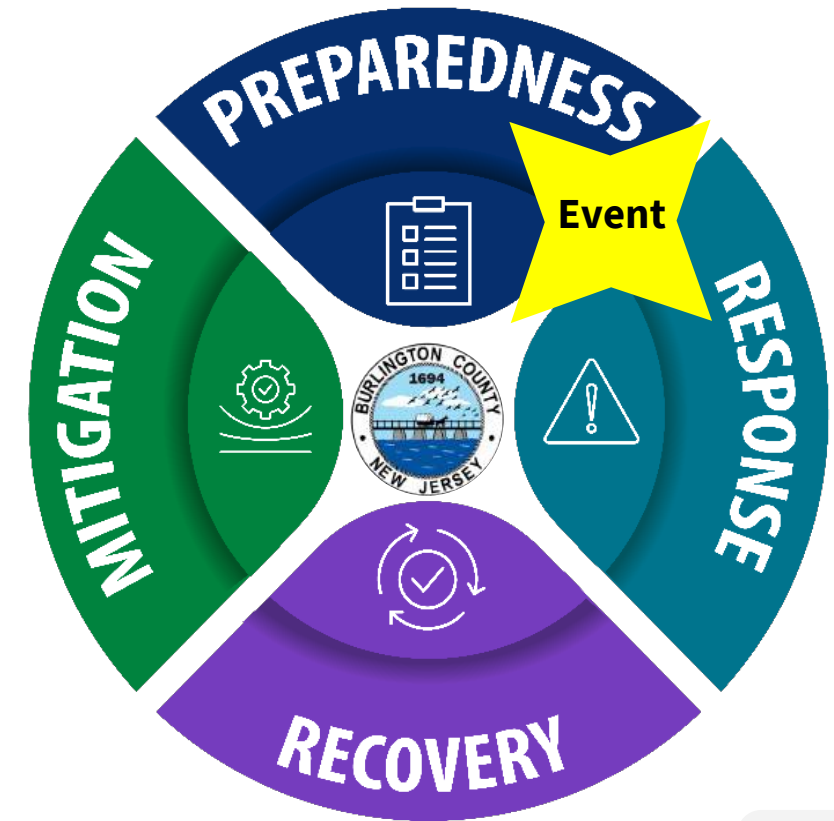 PREPAREDNESS
Event
RESPONSE
MITIGATION
BURLINGTON COUNTY
1694
NEW JERSEY
RECOVERY